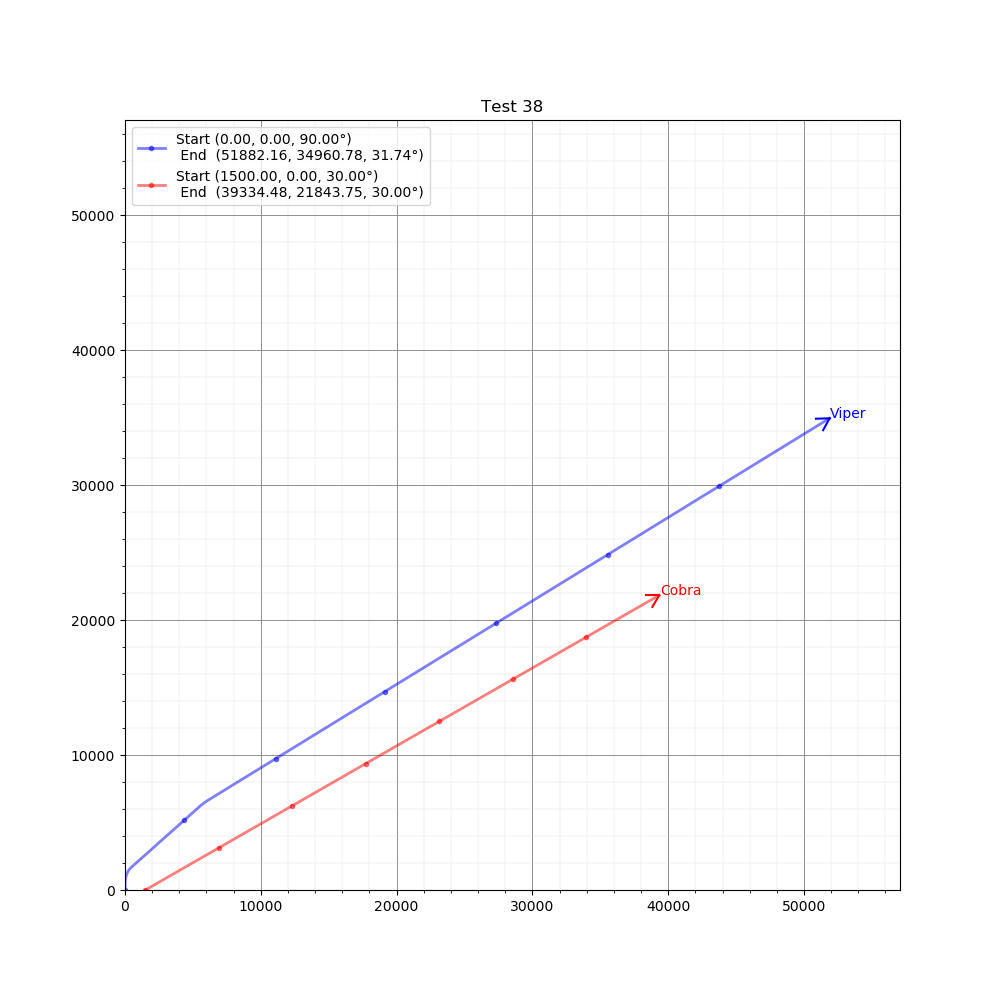 Test 38
Start (0.00, 0.00, 90.00°)
End (51882.16, 34960.78, 31.74°)
Start (1500.00, 0.00, 30.00°)
End (39334.48, 21843.75, 30.00°)
50000
40000
Viper
30000
Cobra
20000
10000
0
0 10000 20000 30000 40000 50000